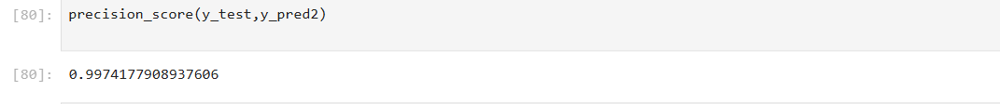 [80]: precision_score(y_test,y_pred2)
[80]: 0.9974177908937606